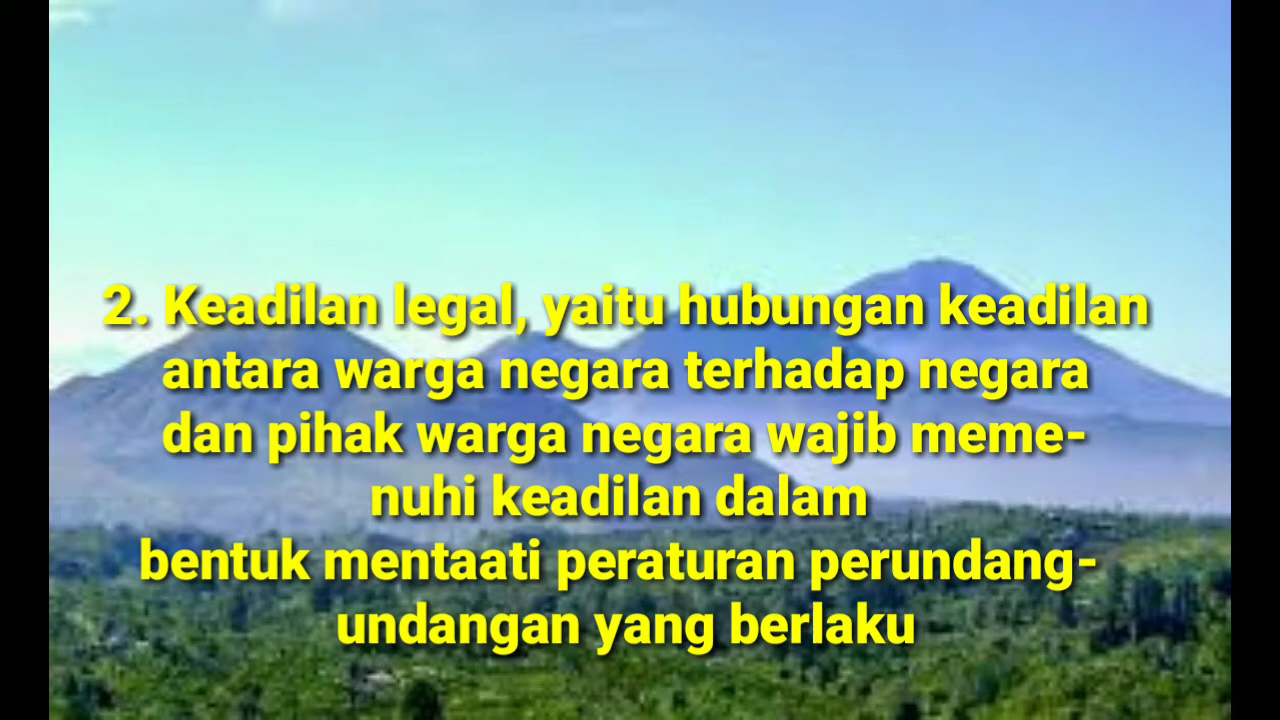 2. Keadilan legal, yaitu hubungan keadilan
antara warga negara terhadap negara
dan pihak warga negara wajib meme-
nuhi keadilan dalam
bentuk mentaati peraturan perundang-
undangan yang berlaku